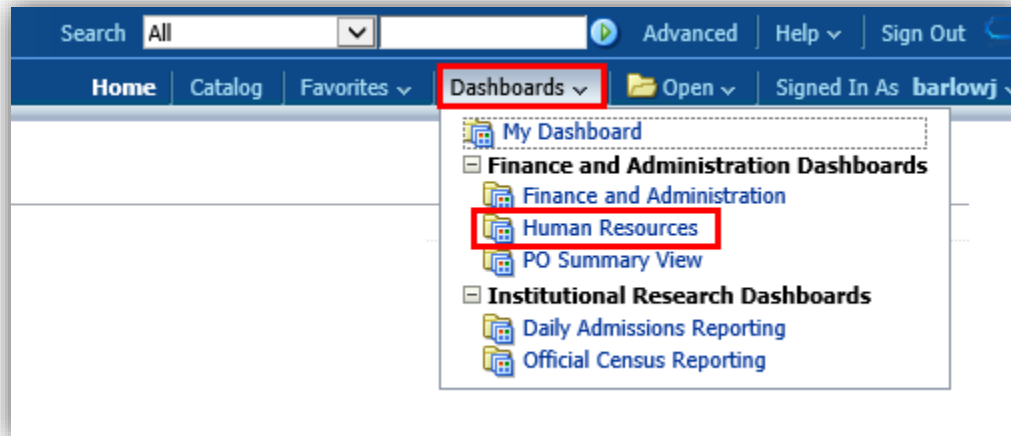 Search All Advanced Help Sign Out
Home Catalog Favorites Dashboards Open Signed In As barlowj
My Dashboard
Finance and Administration Dashboards
Finance and Administration
Human Resources
PO Summary View
Institutional Research Dashboards
Daily Admissions Reporting
Official Census Reporting